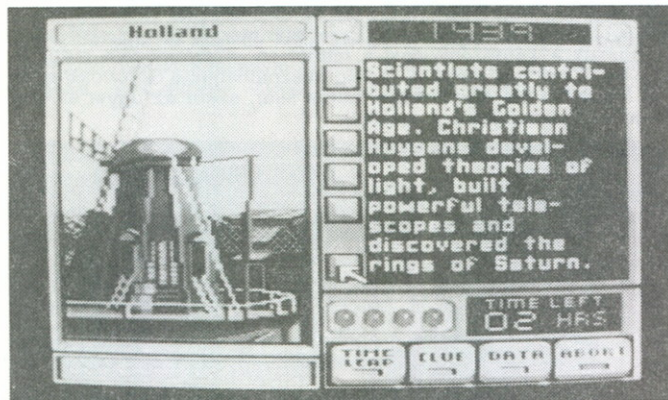 Holland
1439
Scientists contri-
buted greatly to
Holland's Golden
Age. Christiaan
Huygens devel-
oped theories of
light, built
powerful tele-
scopes and
discovered the
rings of Saturn.
TIME LEFT
02 HRS
TIME LEAP
CLUE
DATA
ABORT